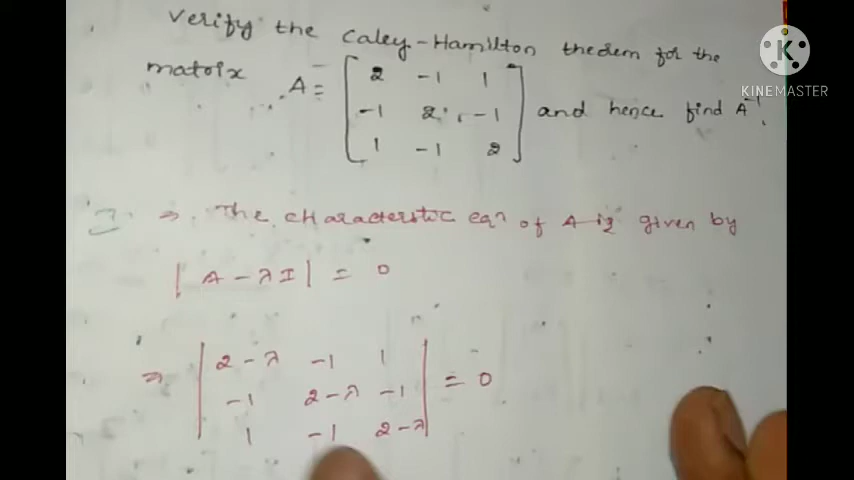 Verify the Caley-Hamilton theorem for the
matrix A = [ 2 -1 1
-1 2 -1 and hence find A⁻¹.
1 -1 2 ]
K
KINEMASTER
⇒ The characteristic eqn of A is given by
| A - λI | = 0
⇒ | 2-λ -1 1
-1 2-λ -1 | = 0
1 -1 2-λ |